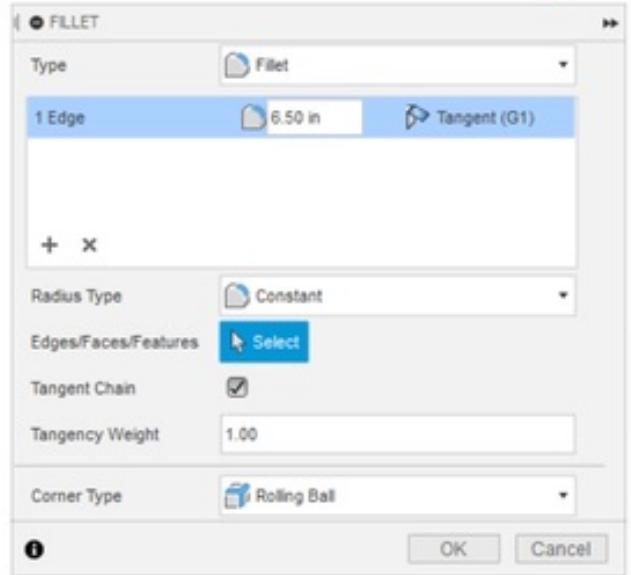 FILLET
Type Fillet
1 Edge 6.50 in Tangent (G1)
Radius Type Constant
Edges/Faces/Features Select
Tangent Chain
Tangency Weight 1.00
Corner Type Rolling Ball
OK Cancel